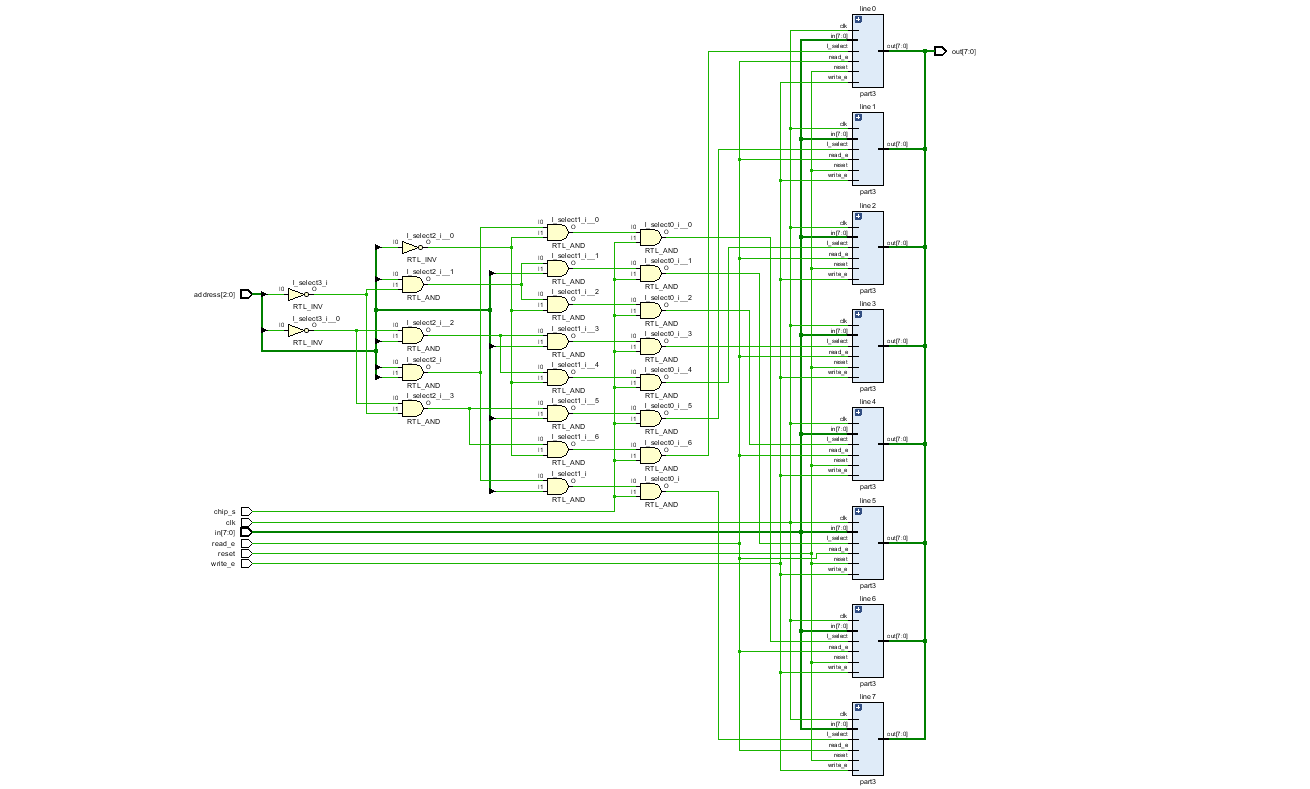 line0
clk
in[7:0]
l_select
read_e
reset
write_e
out[7:0]
out[7:0]
part3
line1
clk
in[7:0]
l_select
read_e
reset
write_e
out[7:0]
part3
line2
clk
in[7:0]
l_select
read_e
reset
write_e
out[7:0]
part3
line3
clk
in[7:0]
l_select
read_e
reset
write_e
out[7:0]
part3
line4
clk
in[7:0]
l_select
read_e
reset
write_e
out[7:0]
part3
line5
clk
in[7:0]
l_select
read_e
reset
write_e
out[7:0]
part3
line6
clk
in[7:0]
l_select
read_e
reset
write_e
out[7:0]
part3
line7
clk
in[7:0]
l_select
read_e
reset
write_e
out[7:0]
part3
address[2:0]
l_select3_i
I0
O
RTL_INV
l_select3_i__0
I0
O
RTL_INV
l_select2_i__0
I0
O
RTL_INV
l_select2_i__1
I0
I1
O
RTL_AND
l_select2_i__2
I0
I1
O
RTL_AND
l_select2_i
I0
I1
O
RTL_AND
l_select2_i__3
I0
I1
O
RTL_AND
l_select1_i__0
I0
I1
O
RTL_AND
l_select1_i__1
I0
I1
O
RTL_AND
l_select1_i__2
I0
I1
O
RTL_AND
l_select1_i__3
I0
I1
O
RTL_AND
l_select1_i__4
I0
I1
O
RTL_AND
l_select1_i__5
I0
I1
O
RTL_AND
l_select1_i__6
I0
I1
O
RTL_AND
l_select1_i
I0
I1
O
RTL_AND
l_select0_i__0
I0
I1
O
RTL_AND
l_select0_i__1
I0
I1
O
RTL_AND
l_select0_i__2
I0
I1
O
RTL_AND
l_select0_i__3
I0
I1
O
RTL_AND
l_select0_i__4
I0
I1
O
RTL_AND
l_select0_i__5
I0
I1
O
RTL_AND
l_select0_i__6
I0
I1
O
RTL_AND
l_select0_i
I0
I1
O
RTL_AND
chip_s
clk
in[7:0]
read_e
reset
write_e